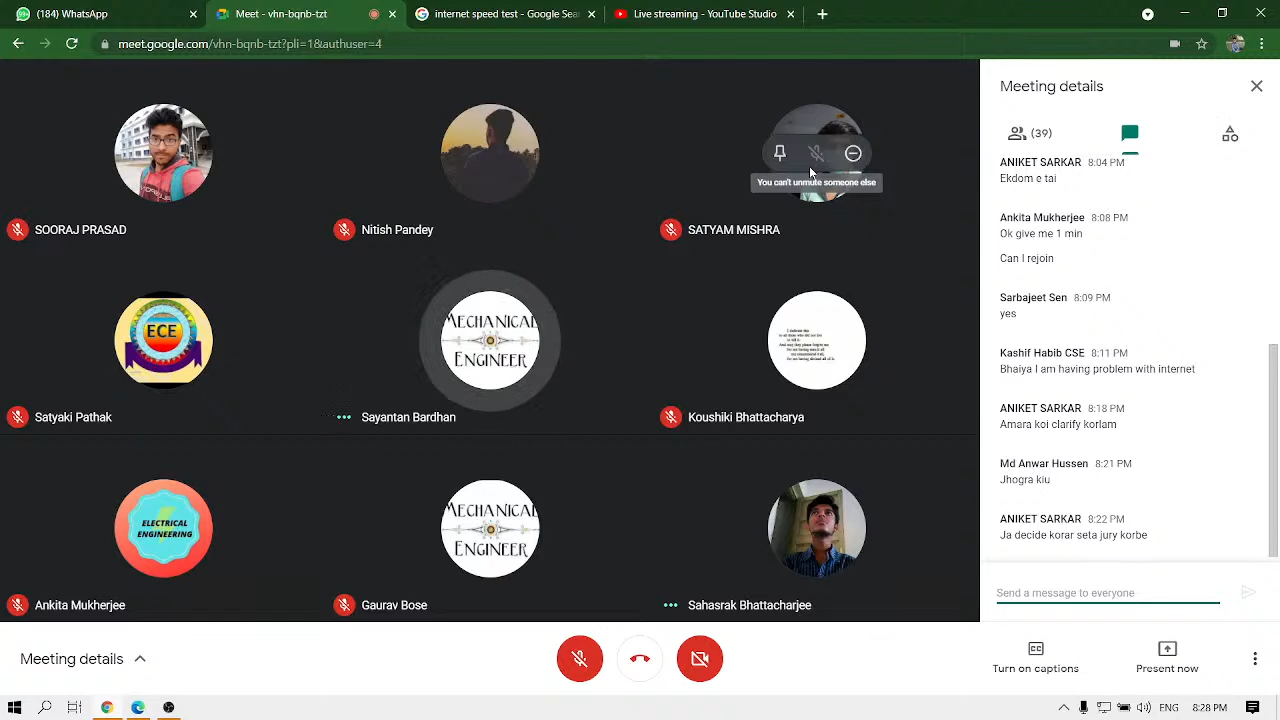 (184) WhatsApp
Meet - vhn-bqnb-tzt
internet speed test - Google Sea
Live streaming - YouTube Studio
meet.google.com/vhn-bqnb-tzt?pli=1&authuser=4
You can't unmute someone else
SOORAJ PRASAD
Nitish Pandey
SATYAM MISHRA
ECE
MECHANICAL
ENGINEER
Satyaki Pathak
Sayantan Bardhan
Koushiki Bhattacharya
ELECTRICAL
ENGINEERING
MECHANICAL
ENGINEER
Ankita Mukherjee
Gaurav Bose
Sahasrak Bhattacharjee
Meeting details
(39)
ANIKET SARKAR 8:04 PM
Ekdom e tai
Ankita Mukherjee 8:08 PM
Ok give me 1 min
Can I rejoin
Sarbajeet Sen 8:09 PM
yes
Kashif Habib CSE 8:11 PM
Bhaiya I am having problem with internet
ANIKET SARKAR 8:18 PM
Amara koi clarify korlam
Md Anwar Hussen 8:21 PM
Jhogra kiu
ANIKET SARKAR 8:22 PM
Ja decide korar seta jury korbe
Send a message to everyone
Meeting details
Turn on captions
Present now
ENG
8:28 PM